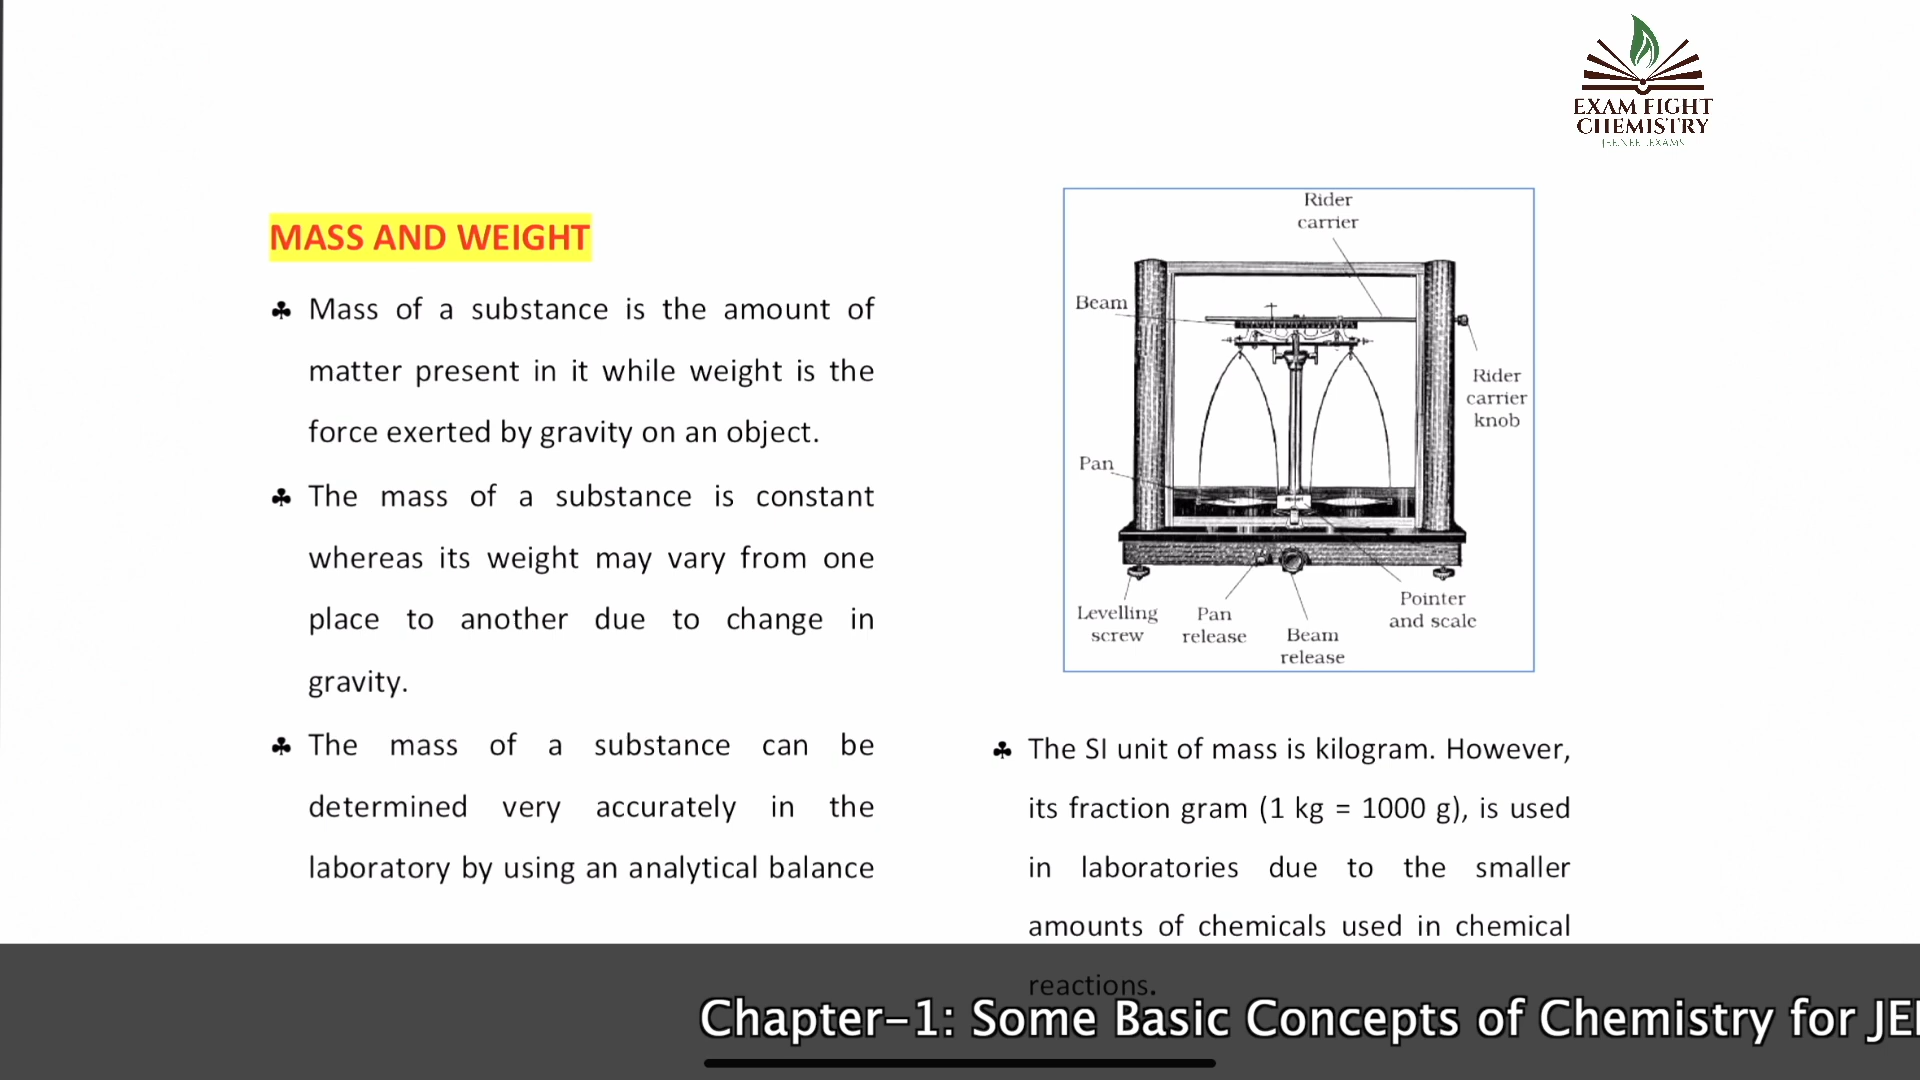 EXAM FIGHT
CHEMISTRY
MASS AND WEIGHT
♣ Mass of a substance is the amount of
matter present in it while weight is the
force exerted by gravity on an object.
♣ The mass of a substance is constant
whereas its weight may vary from one
place to another due to change in
gravity.
♣ The mass of a substance can be
determined very accurately in the
laboratory by using an analytical balance
Rider
carrier
Beam
Rider
carrier
knob
Pan
Levelling
screw
Pan
release
Beam
release
Pointer
and scale
♣ The SI unit of mass is kilogram. However,
its fraction gram (1 kg = 1000 g), is used
in laboratories due to the smaller
amounts of chemicals used in chemical
reactions.
Chapter-1: Some Basic Concepts of Chemistry for